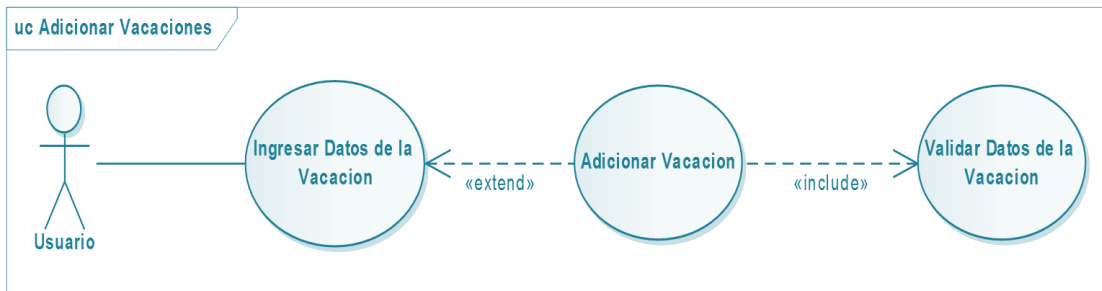 uc Adicionar Vacaciones
Ingresar Datos de la
Vacacion
Adicionar Vacacion
Validar Datos de la
Vacacion
«extend»
«include»
Usuario